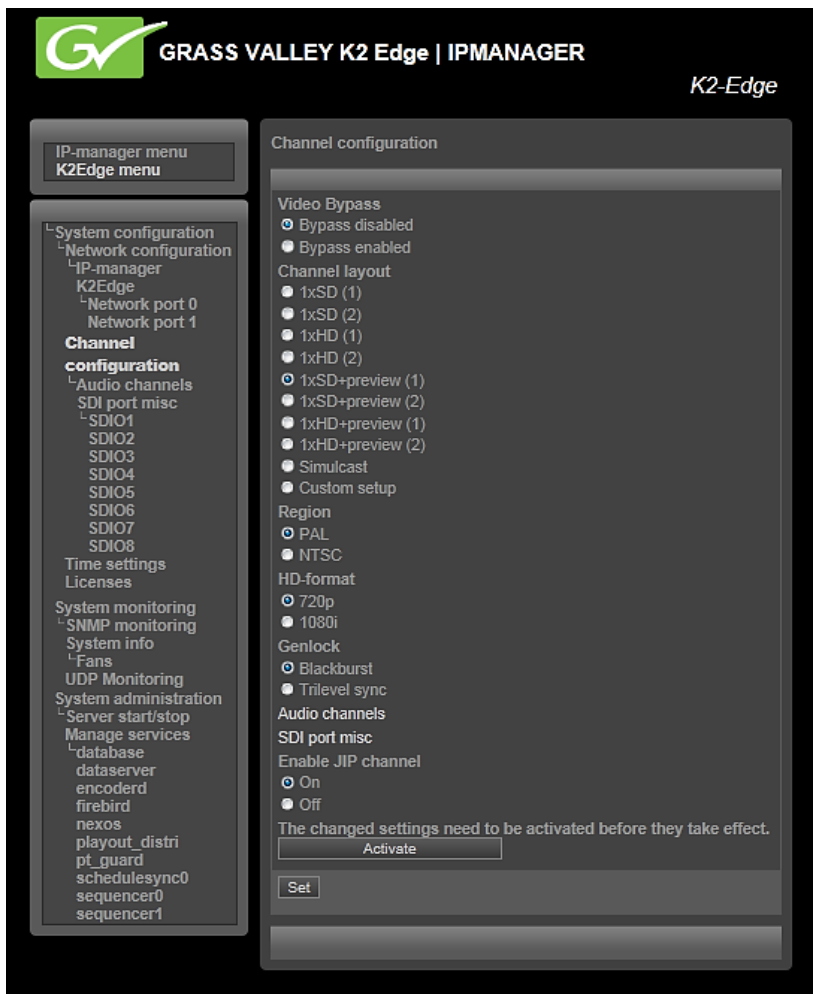 GV
GRASS VALLEY K2 Edge | IPMANAGER
K2-Edge
IP-manager menu
K2Edge menu
System configuration
Network configuration
IP-manager
K2Edge
Network port 0
Network port 1
Channel
configuration
Audio channels
SDI port misc
SDIO1
SDIO2
SDIO3
SDIO4
SDIO5
SDIO6
SDIO7
SDIO8
Time settings
Licenses
System monitoring
SNMP monitoring
System info
Fans
UDP Monitoring
System administration
Server start/stop
Manage services
database
dataserver
encoderd
firebird
nexos
playout_distri
pt_guard
schedulesync0
sequencer0
sequencer1
Channel configuration
Video Bypass
Bypass disabled
Bypass enabled
Channel layout
1xSD (1)
1xSD (2)
1xHD (1)
1xHD (2)
1xSD+preview (1)
1xSD+preview (2)
1xHD+preview (1)
1xHD+preview (2)
Simulcast
Custom setup
Region
PAL
NTSC
HD-format
720p
1080i
Genlock
Blackburst
Trilevel sync
Audio channels
SDI port misc
Enable JIP channel
On
Off
The changed settings need to be activated before they take effect.
Activate
Set